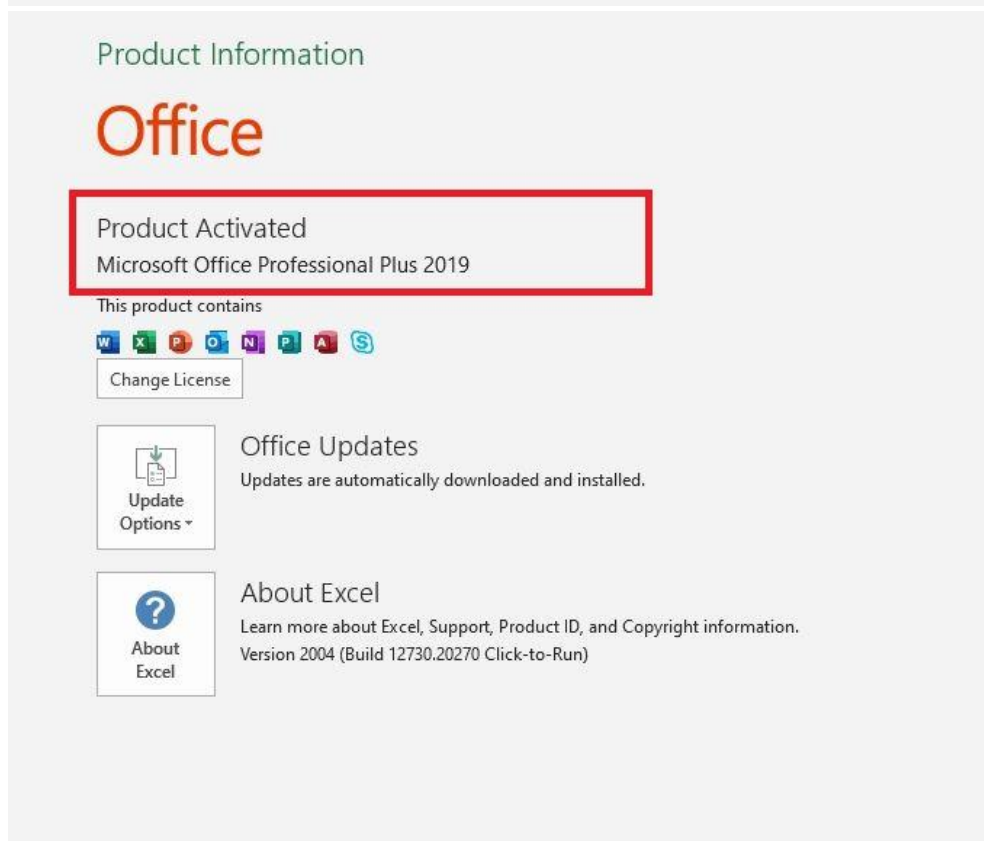 Product Information
Office
Product Activated
Microsoft Office Professional Plus 2019
This product contains
W X P O N P A S
Change License
Office Updates
Updates are automatically downloaded and installed.
Update
Options
About Excel
Learn more about Excel, Support, Product ID, and Copyright information.
Version 2004 (Build 12730.20270 Click-to-Run)
?
About
Excel